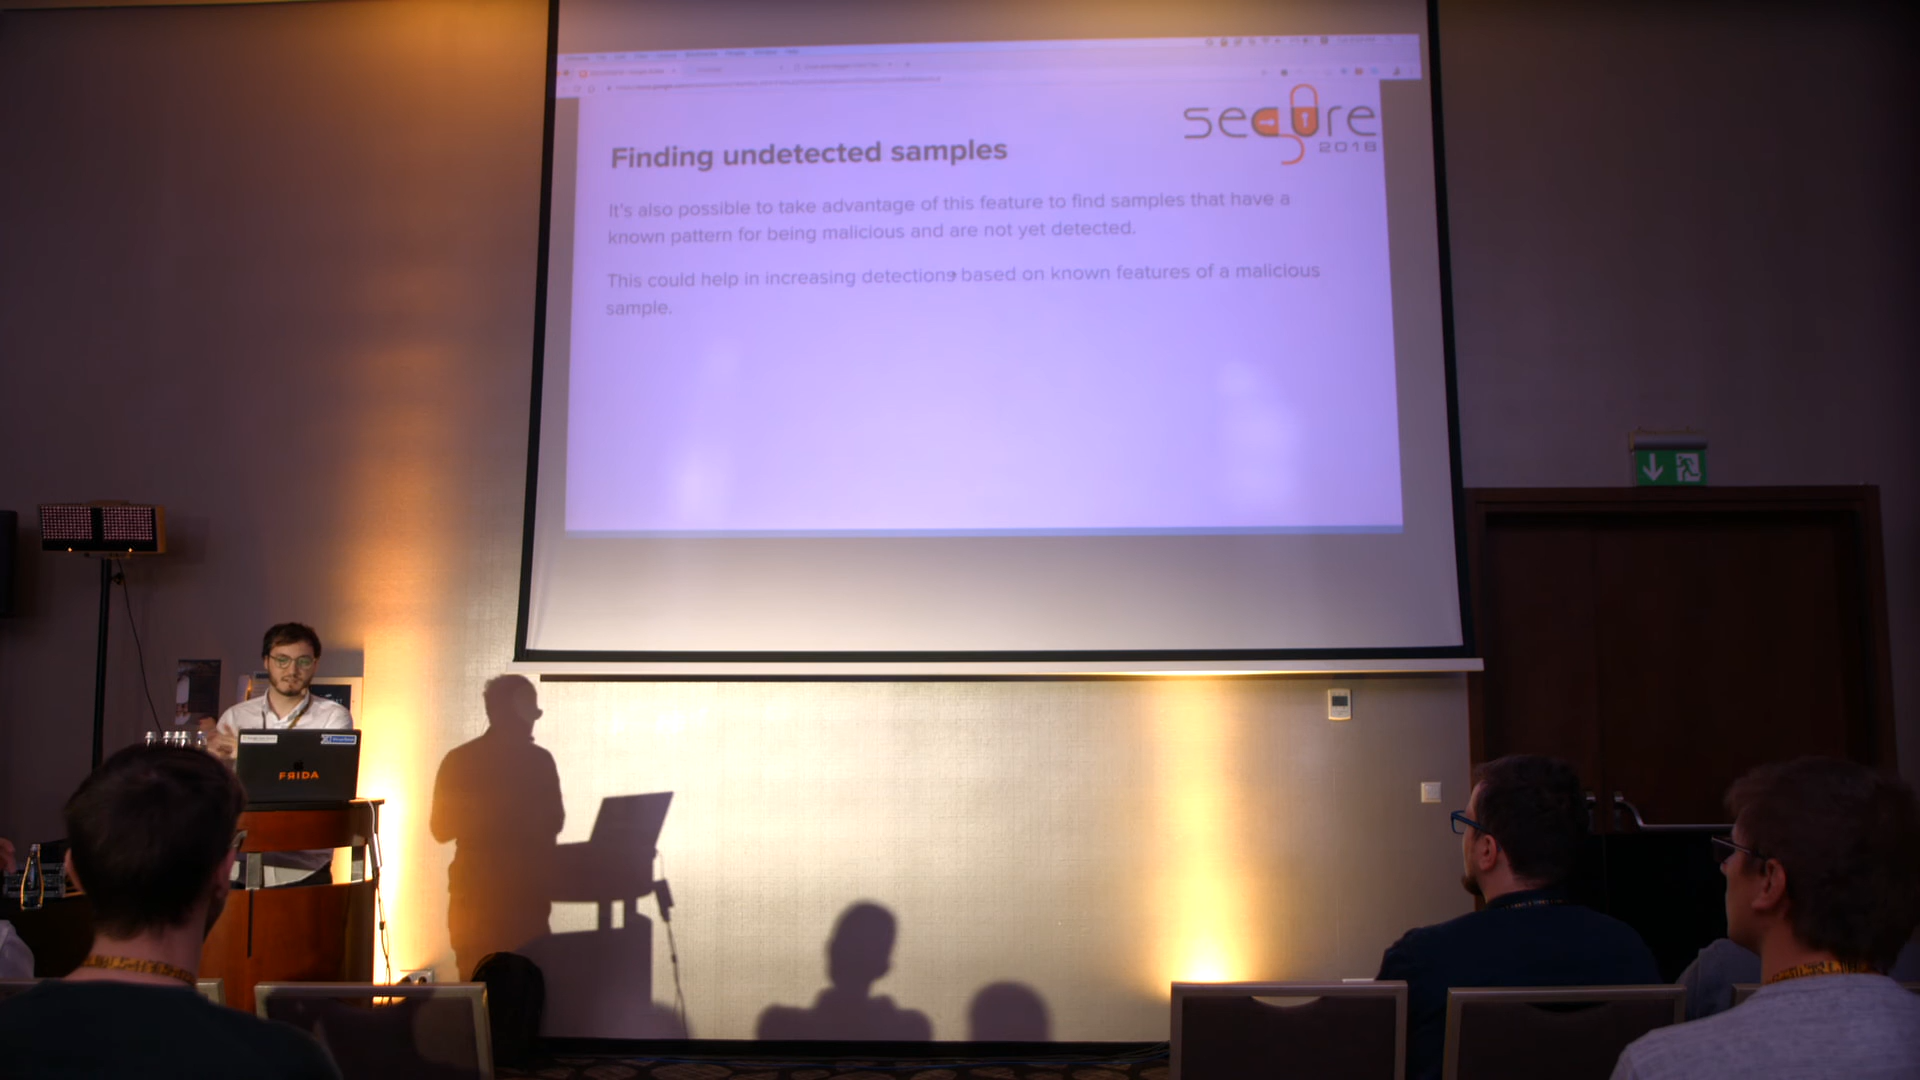 secure
2018
Finding undetected samples
It's also possible to take advantage of this feature to find samples that have a
known pattern for being malicious and are not yet detected.
This could help in increasing detections based on known features of a malicious
sample.
FRIDA